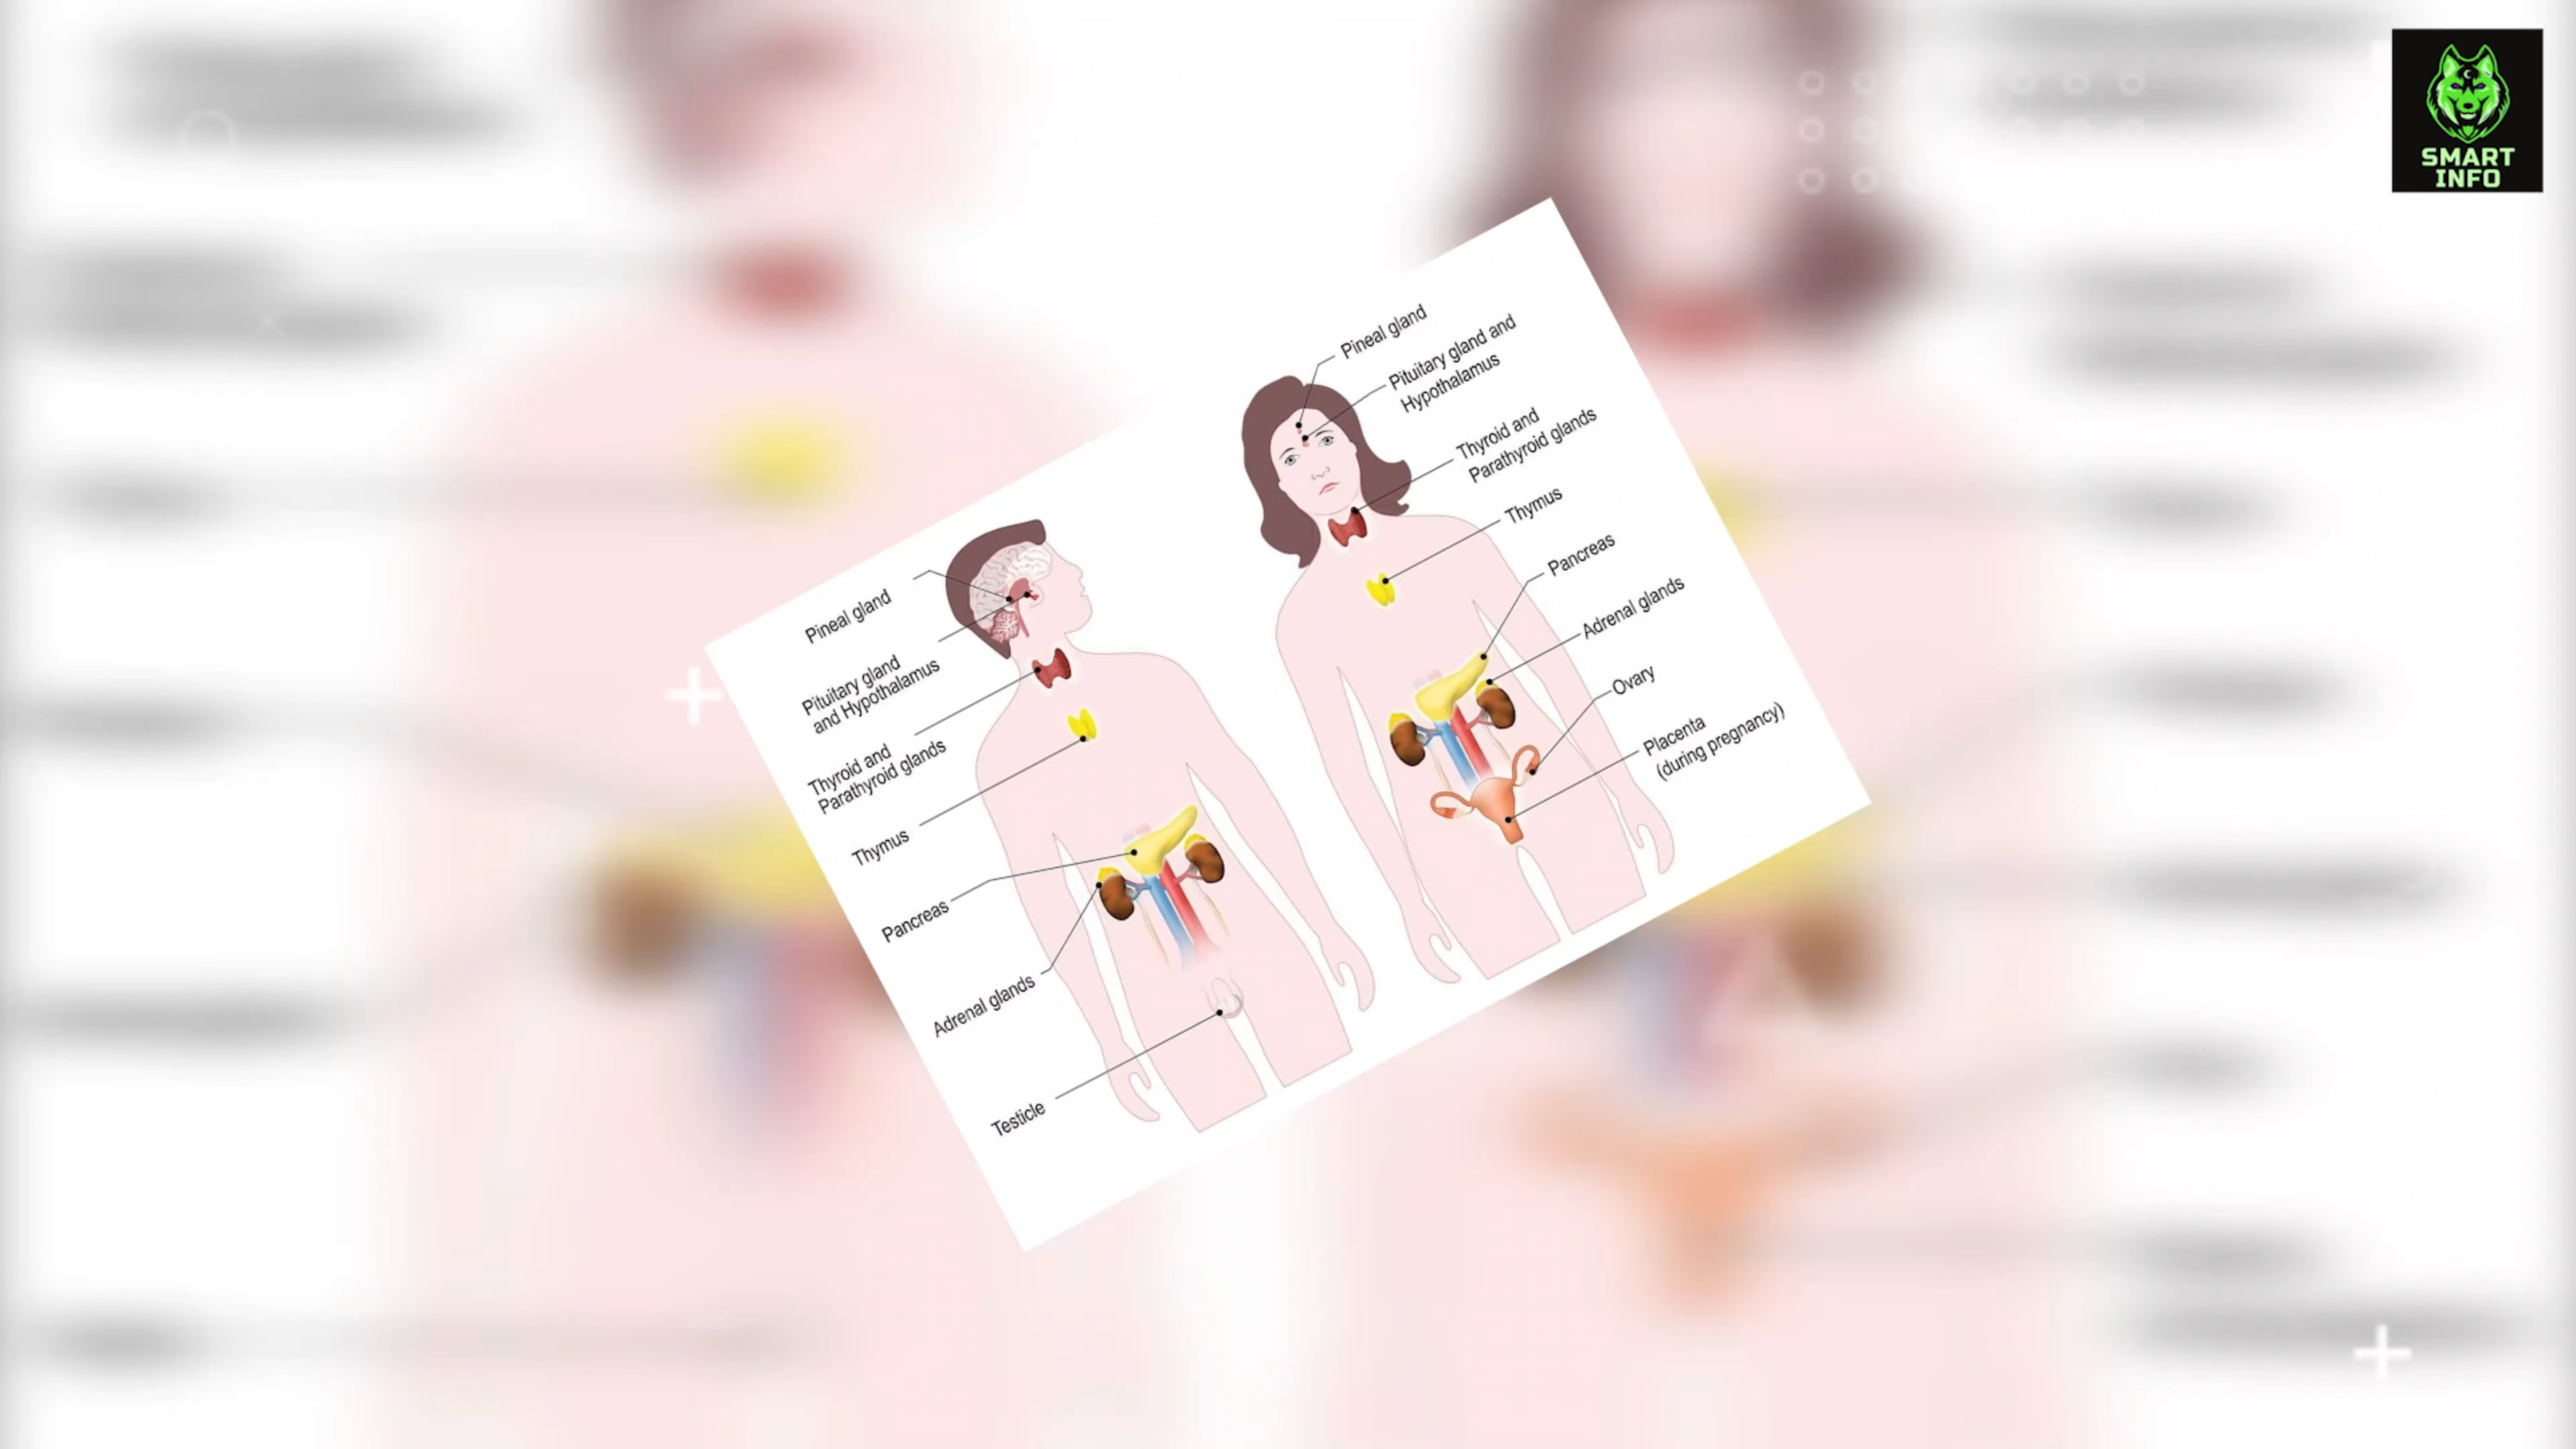 SMART
INFO
Pineal gland
Pituitary gland
and Hypothalamus
Thyroid and
Parathyroid glands
Thymus
Pancreas
Adrenal glands
Testicle
Pineal gland
Pituitary gland and
Hypothalamus
Thyroid and
Parathyroid glands
Thymus
Pancreas
Adrenal glands
Ovary
Placenta
(during pregnancy)